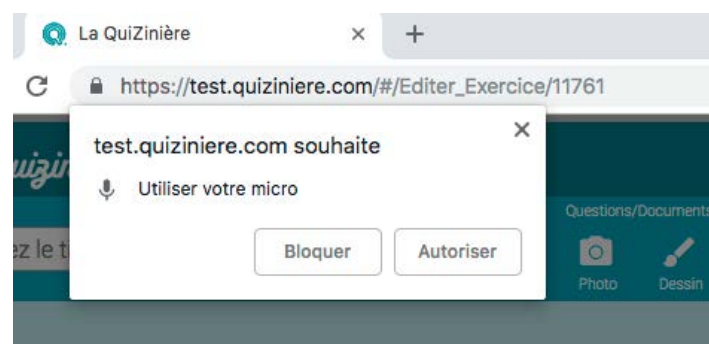 La QuiZinière
https://test.quiziniere.com/#/Editer_Exercice/11761
test.quiziniere.com souhaite
Utiliser votre micro
Bloquer
Autoriser
Questions/Documents
Photo
Dessin